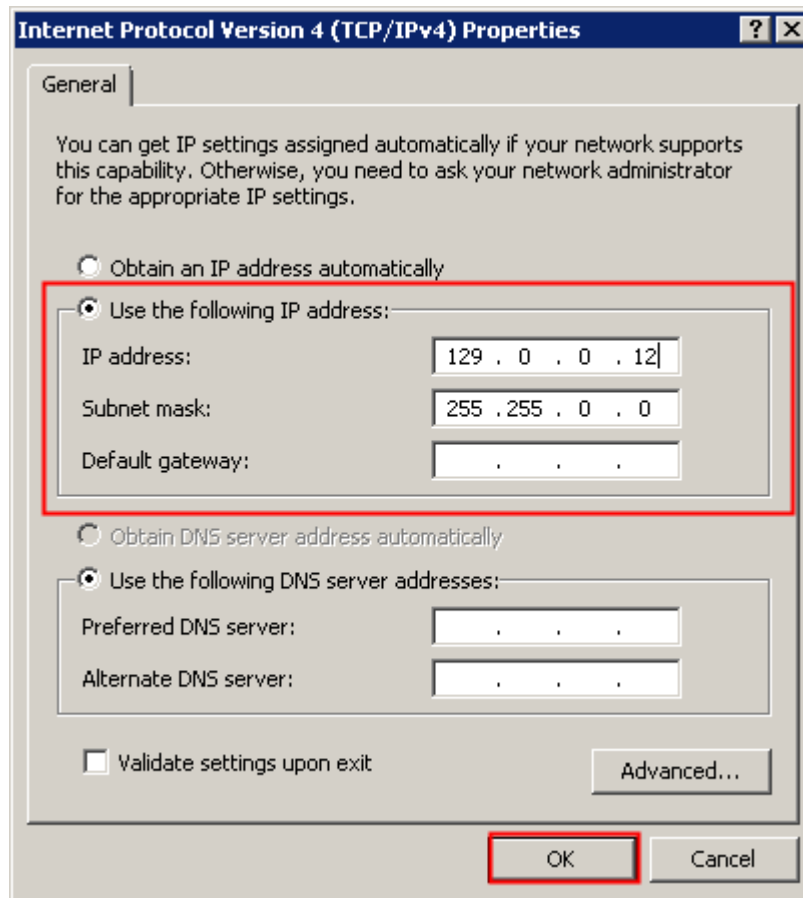 Internet Protocol Version 4 (TCP/IPv4) Properties ? X
General
You can get IP settings assigned automatically if your network supports
this capability. Otherwise, you need to ask your network administrator
for the appropriate IP settings.
Obtain an IP address automatically
Use the following IP address:
IP address: 129 . 0 . 0 . 12
Subnet mask: 255 . 255 . 0 . 0
Default gateway: . . .
Obtain DNS server address automatically
Use the following DNS server addresses:
Preferred DNS server: . . .
Alternate DNS server: . . .
Validate settings upon exit
Advanced...
OK Cancel